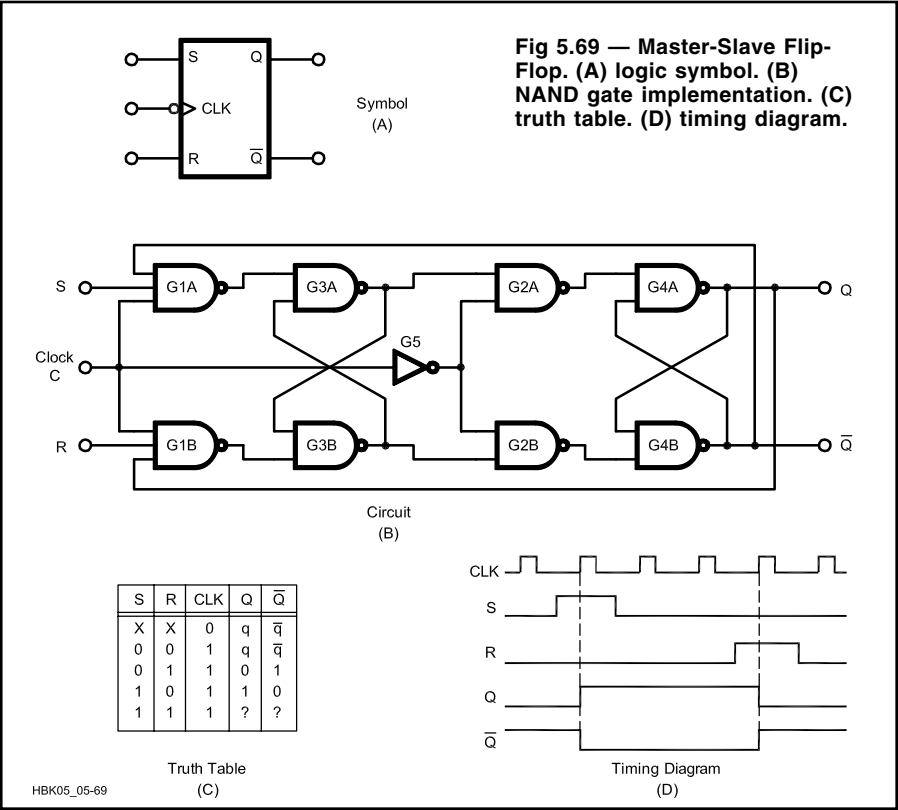 Fig 5.69 — Master-Slave Flip-
Flop. (A) logic symbol. (B)
NAND gate implementation. (C)
truth table. (D) timing diagram.
S Q
CLK
R Q̅
Symbol
(A)
S G1A G3A G2A G4A Q
G5
Clock
C
R G1B G3B G2B G4B Q̅
Circuit
(B)
S R CLK Q Q̅
X X 0 q q̅
0 0 1 q q̅
0 1 1 0 1
1 0 1 1 0
1 1 1 ? ?
Truth Table
(C)
CLK
S
R
Q
Q̅
Timing Diagram
(D)
HBK05_05-69